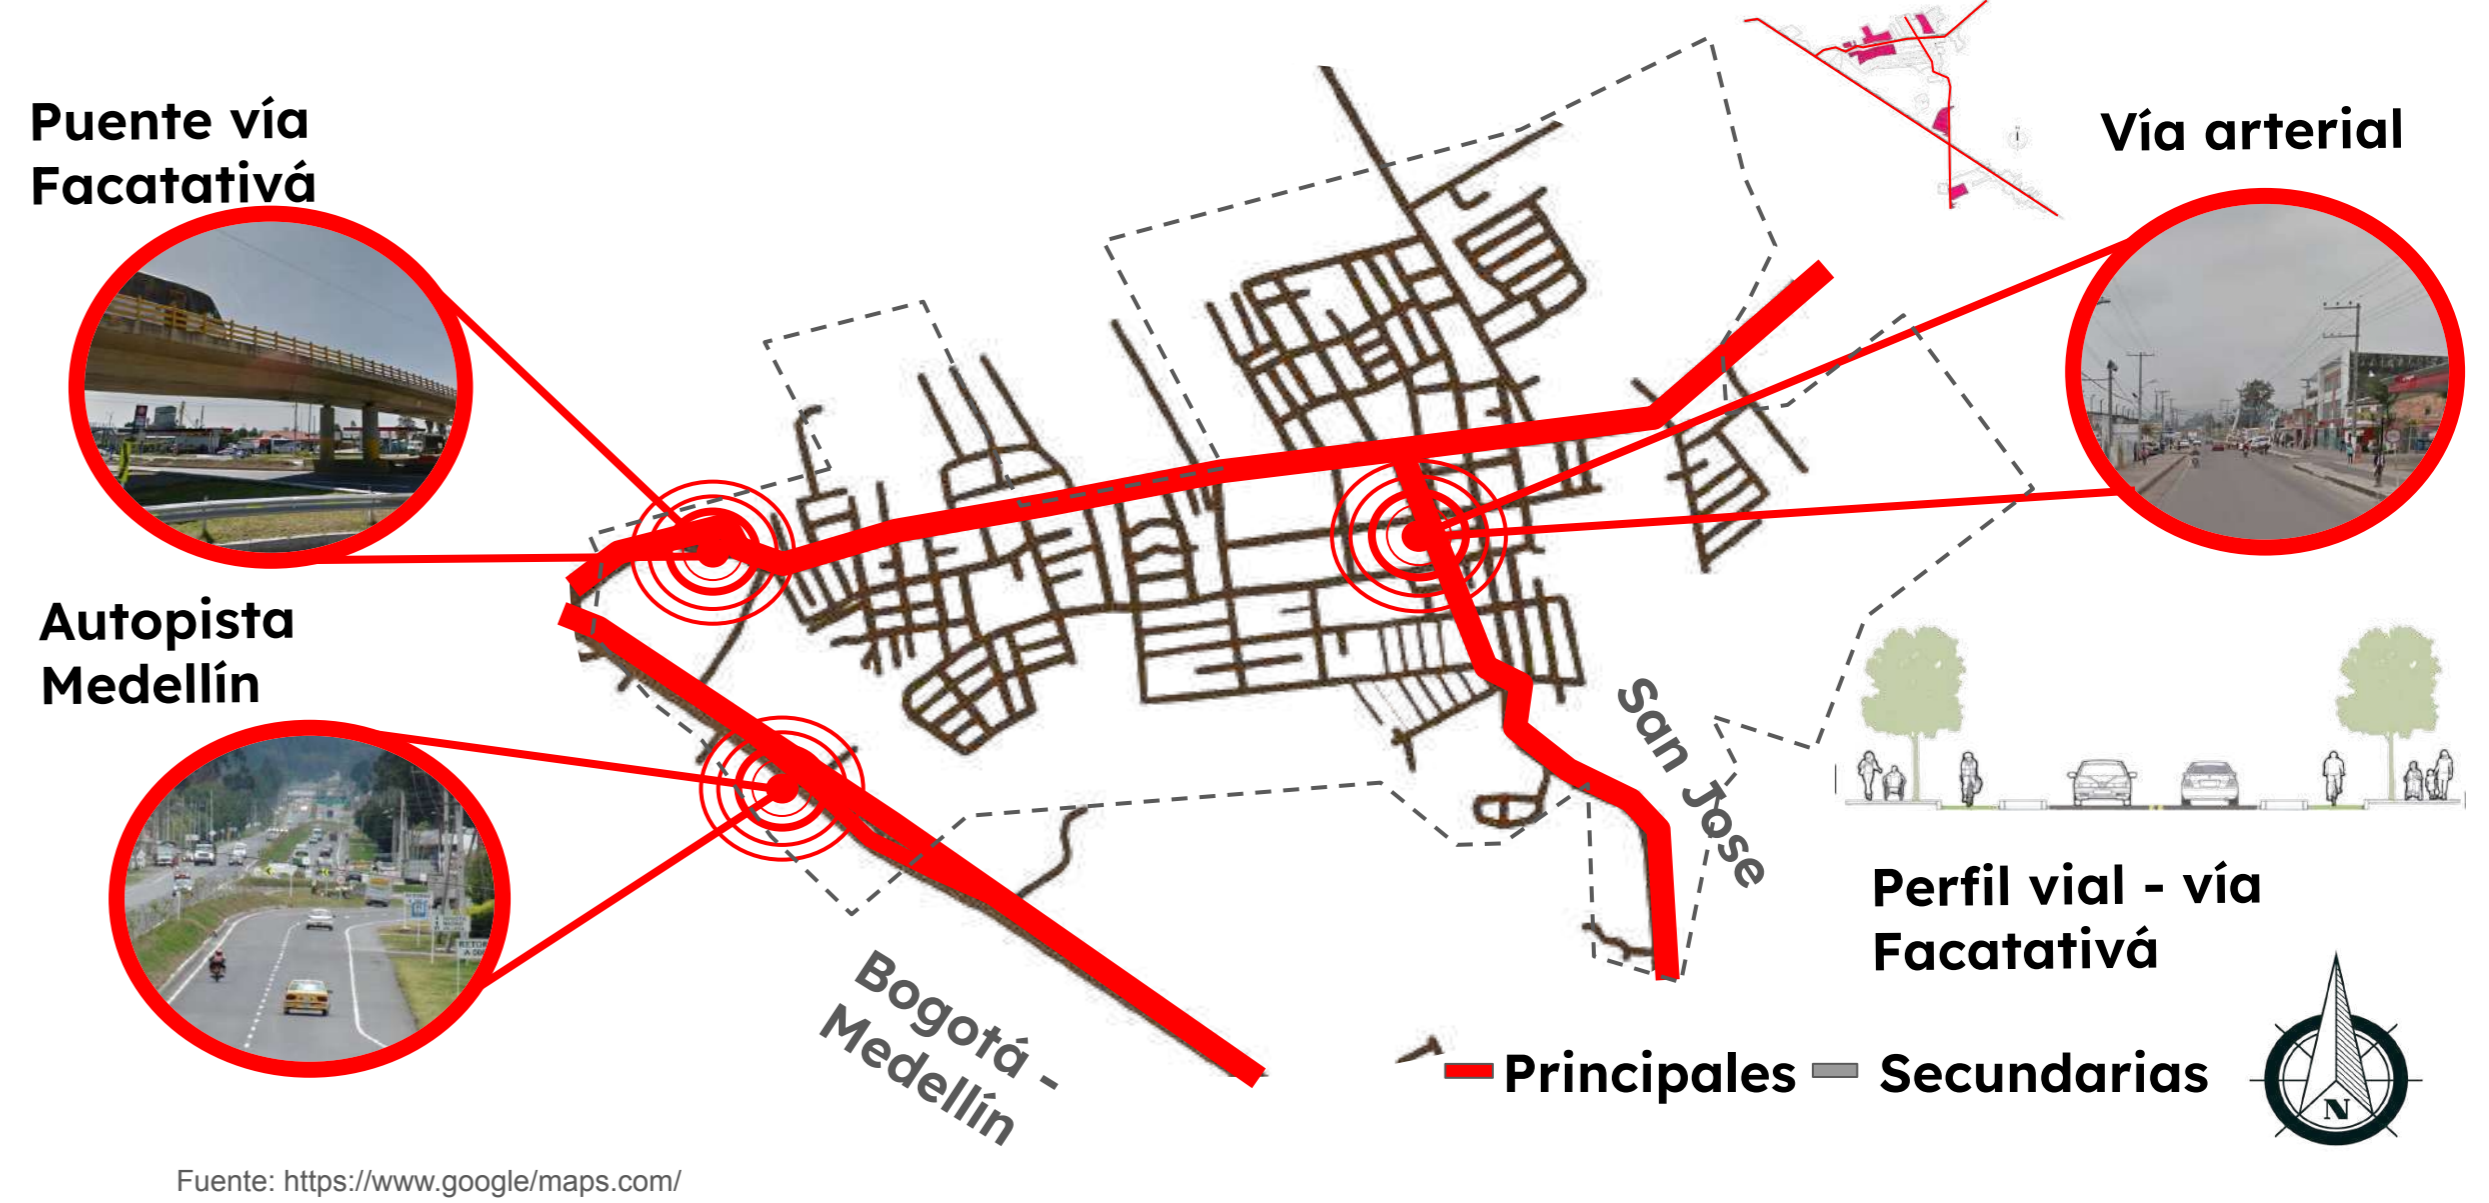 Puente vía
Facatativá
Vía arterial
Autopista
Medellín
San Jose
Perfil vial - vía
Facatativá
Bogotá -
Medellín
Principales
Secundarias
N
Fuente: https://www.google/maps.com/